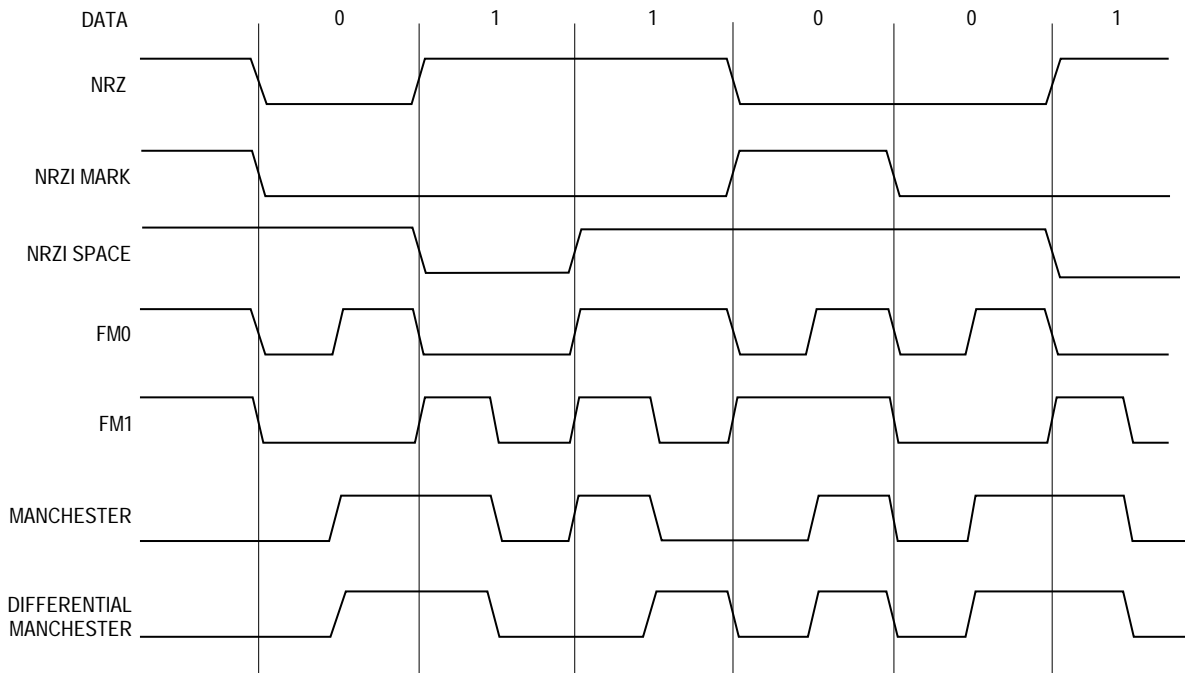 DATA 0 1 1 0 0 1
NRZ
NRZI MARK
NRZI SPACE
FM0
FM1
MANCHESTER
DIFFERENTIAL
MANCHESTER